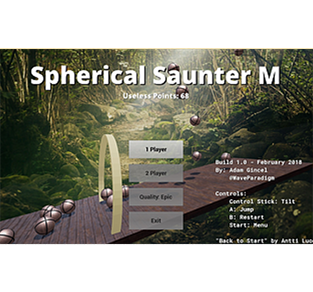 Spherical Saunter M
Useless Points: 68
1 Player
2 Player
Quality: Epic
Exit
Build 1.0 - February 2018
By: Adam Gincel
@WaveParadigm
Controls:
Control Stick: Tilt
A: Jump
B: Restart
Start: Menu
"Back to Start" by Antti Luo